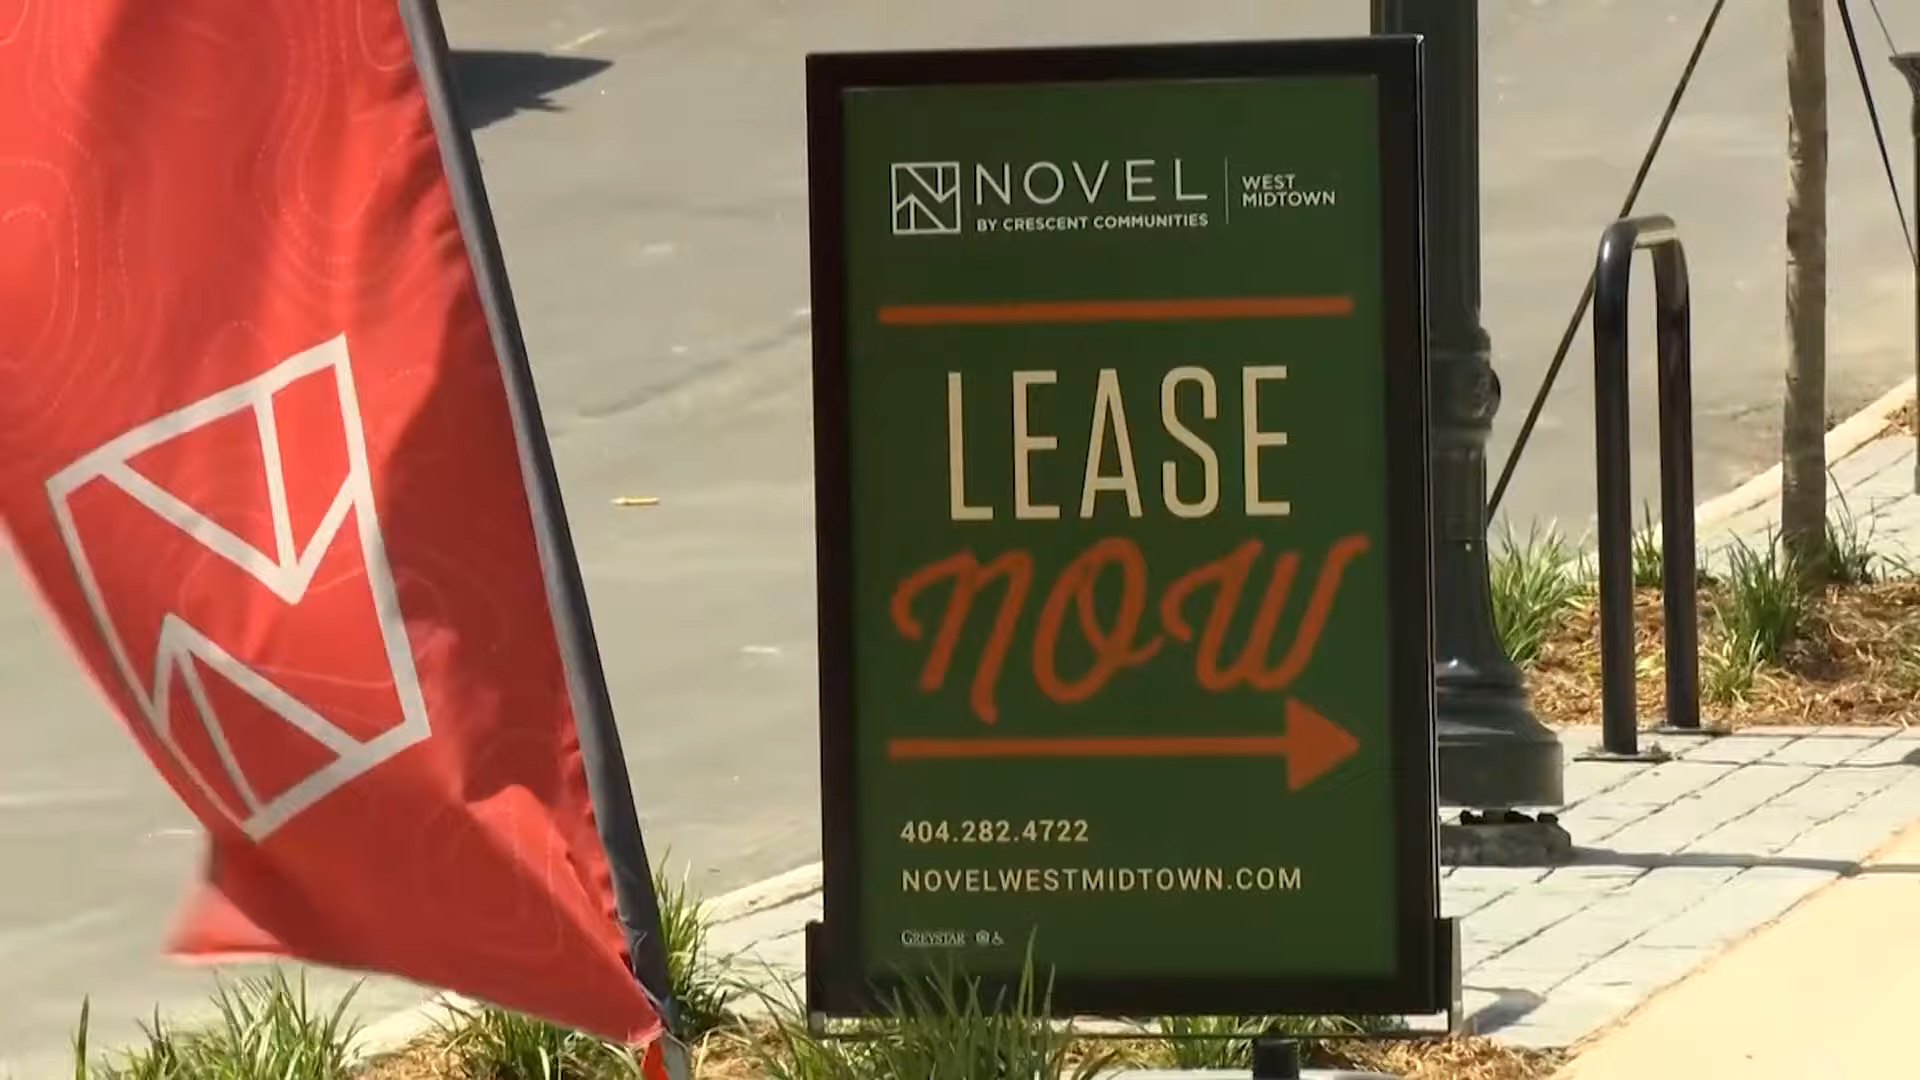 NOVEL
BY CRESCENT COMMUNITIES
WEST
MIDTOWN
LEASE
NOW
404.282.4722
NOVELWESTMIDTOWN.COM
GREYSTAR